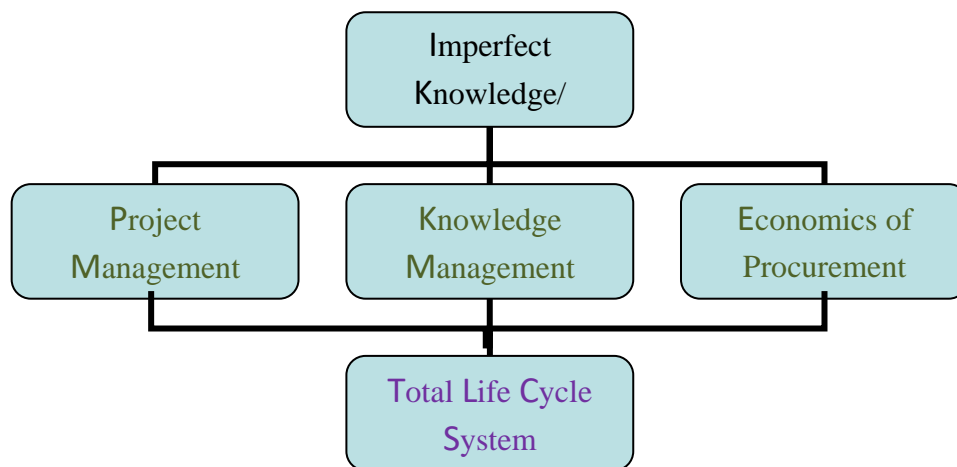 Imperfect
Knowledge/
Project
Management
Knowledge
Management
Economics of
Procurement
Total Life Cycle
System